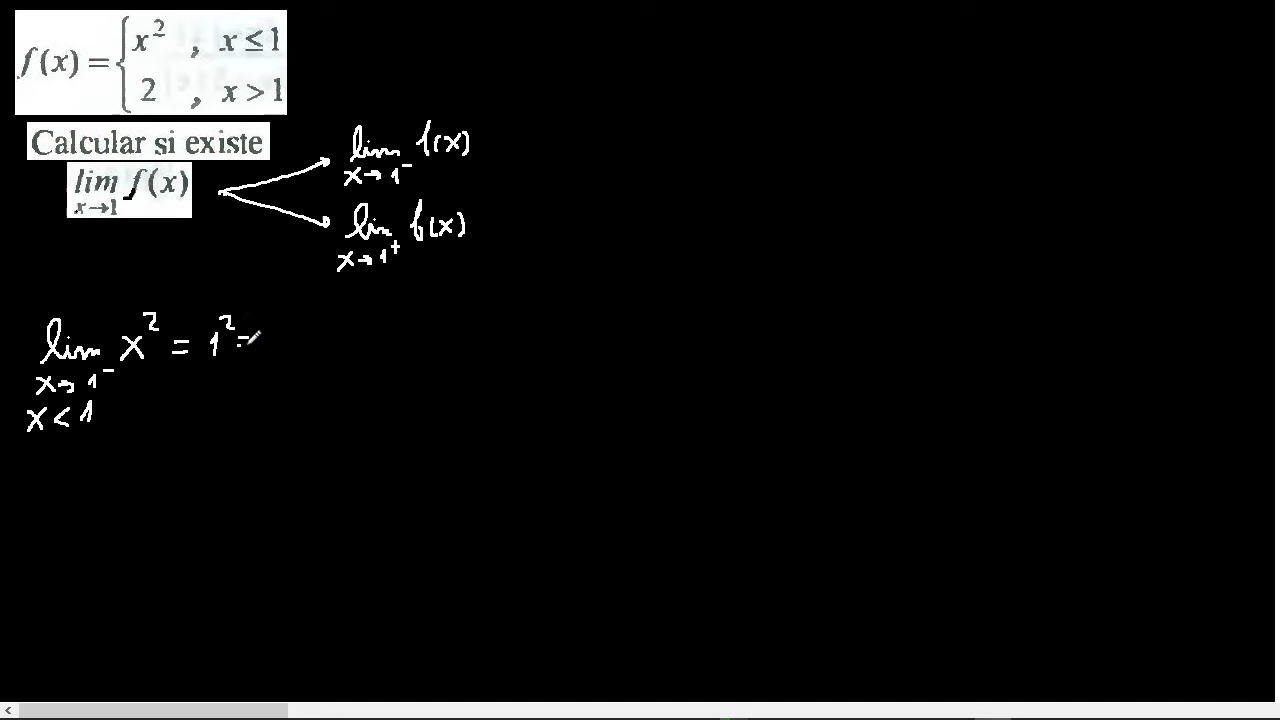 f(x) = { x² , x ≤ 1
2 , x > 1
Calcular si existe
lim f(x)
x→1
lim f(x)
x→1⁻
lim f(x)
x→1⁺
lim x² = 1² =
x→1⁻
x < 1